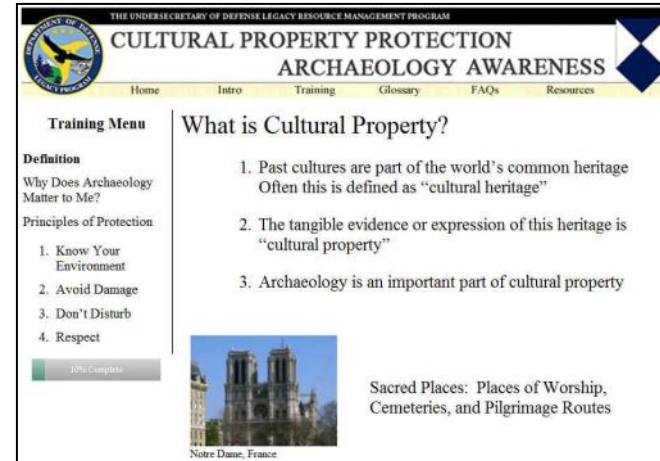 THE UNDERSECRETARY OF DEFENSE LEGACY RESOURCE MANAGEMENT PROGRAM
DEPARTMENT OF DEFENSE
LEGACY PROGRAM
CULTURAL PROPERTY PROTECTION
ARCHAEOLOGY AWARENESS
Home Intro Training Glossary FAQs Resources
Training Menu
Definition
Why Does Archaeology
Matter to Me?
Principles of Protection
1. Know Your
Environment
2. Avoid Damage
3. Don't Disturb
4. Respect
10% Complete
What is Cultural Property?
1. Past cultures are part of the world's common heritage
Often this is defined as “cultural heritage”
2. The tangible evidence or expression of this heritage is
“cultural property”
3. Archaeology is an important part of cultural property
Sacred Places: Places of Worship,
Cemeteries, and Pilgrimage Routes
Notre Dame, France